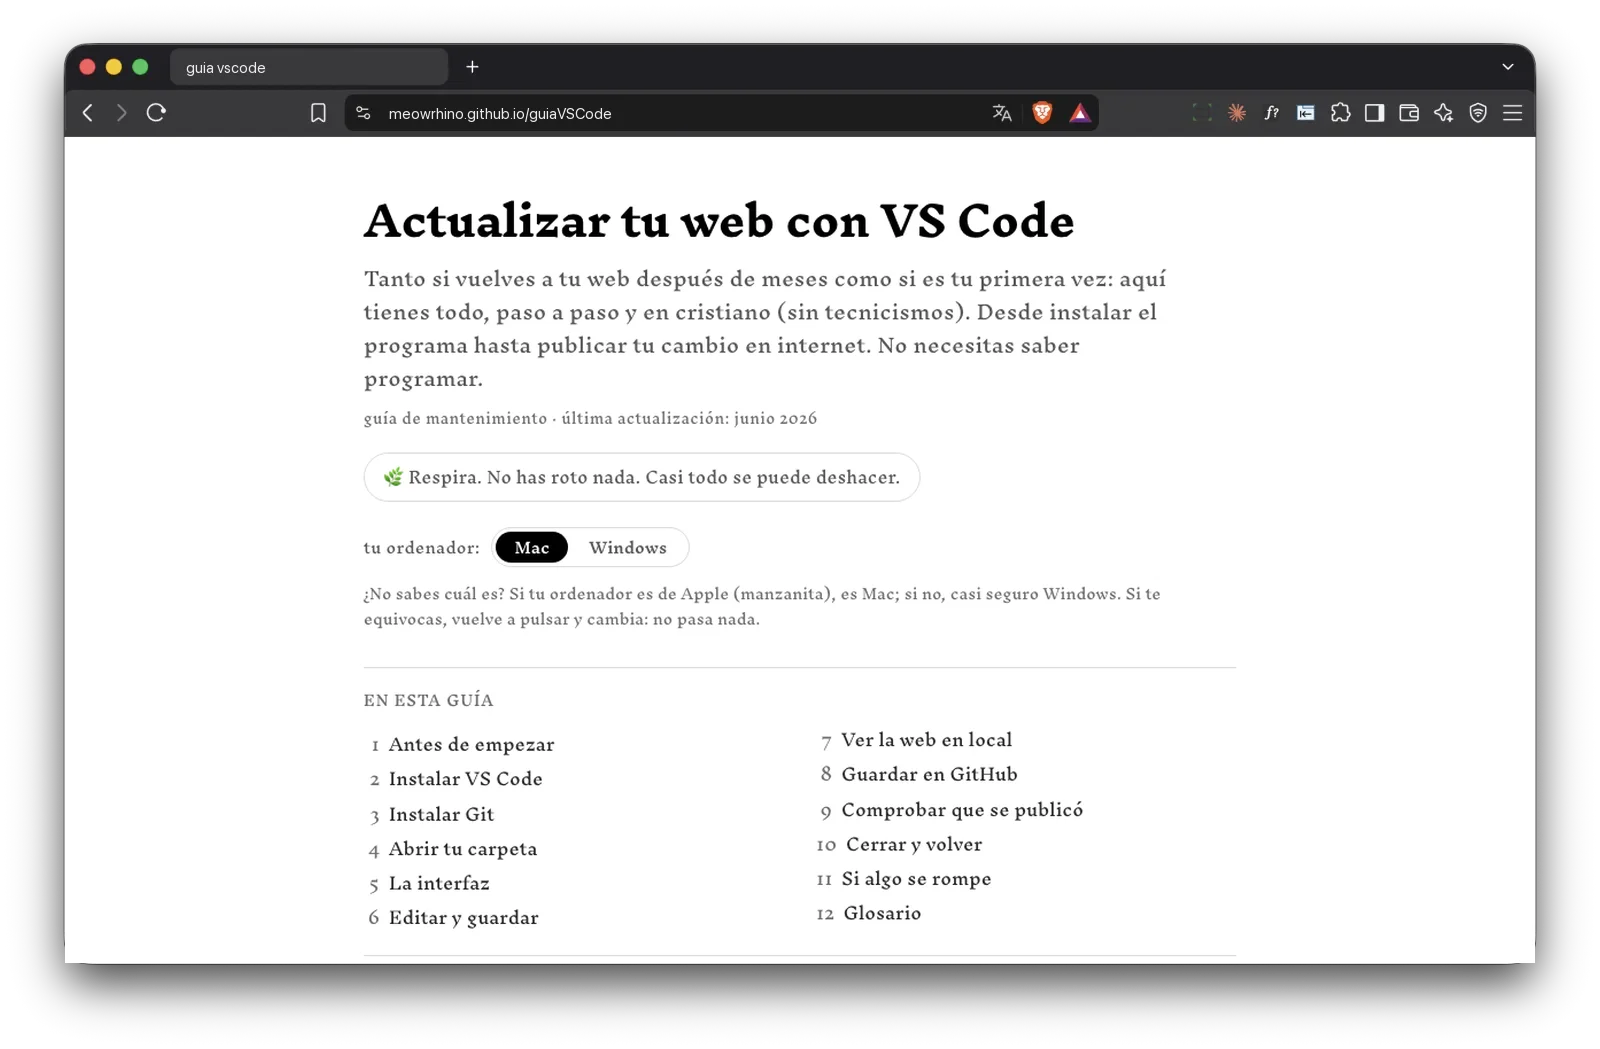 guia vscode
meowrhino.github.io/guiaVSCode
f?
Actualizar tu web con VS Code
Tanto si vuelves a tu web después de meses como si es tu primera vez: aquí
tienes todo, paso a paso y en cristiano (sin tecnicismos). Desde instalar el
programa hasta publicar tu cambio en internet. No necesitas saber
programar.
guía de mantenimiento · última actualización: junio 2026
🌿 Respira. No has roto nada. Casi todo se puede deshacer.
tu ordenador: Mac Windows
¿No sabes cuál es? Si tu ordenador es de Apple (manzanita), es Mac; si no, casi seguro Windows. Si te
equivocas, vuelve a pulsar y cambia: no pasa nada.
EN ESTA GUÍA
1 Antes de empezar
2 Instalar VS Code
3 Instalar Git
4 Abrir tu carpeta
5 La interfaz
6 Editar y guardar
7 Ver la web en local
8 Guardar en GitHub
9 Comprobar que se publicó
10 Cerrar y volver
11 Si algo se rompe
12 Glosario